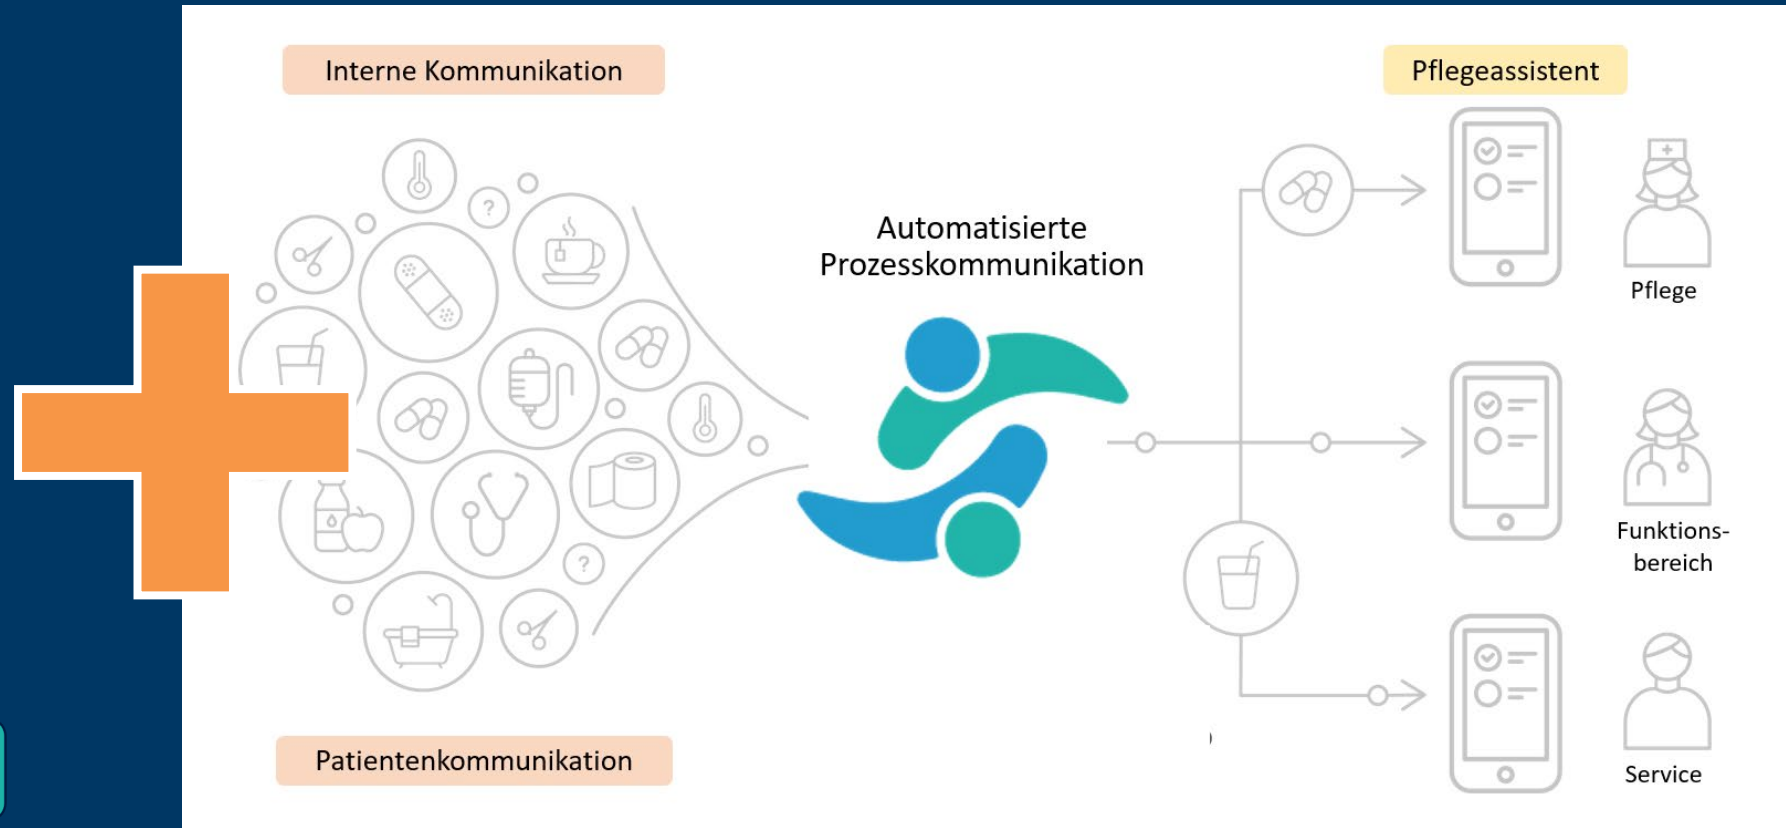 Interne Kommunikation
Pflegeassistent
?
Automatisierte
Prozesskommunikation
Pflege
?
Funktions-
bereich
Patientenkommunikation
Service